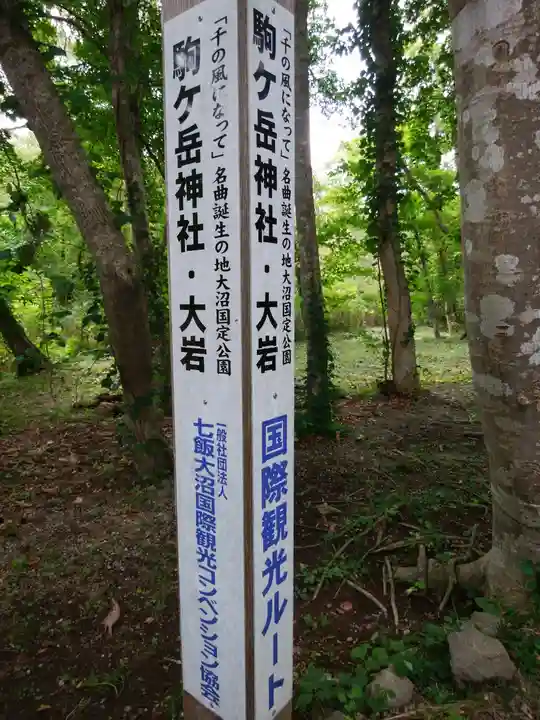 「千の風になって」名曲誕生の地大沼国定公園
駒ケ岳神社・大岩
国際観光ルート
「千の風になって」名曲誕生の地大沼国定公園
駒ケ岳神社・大岩
一般社団法人
七飯大沼国際観光コンベンション協会